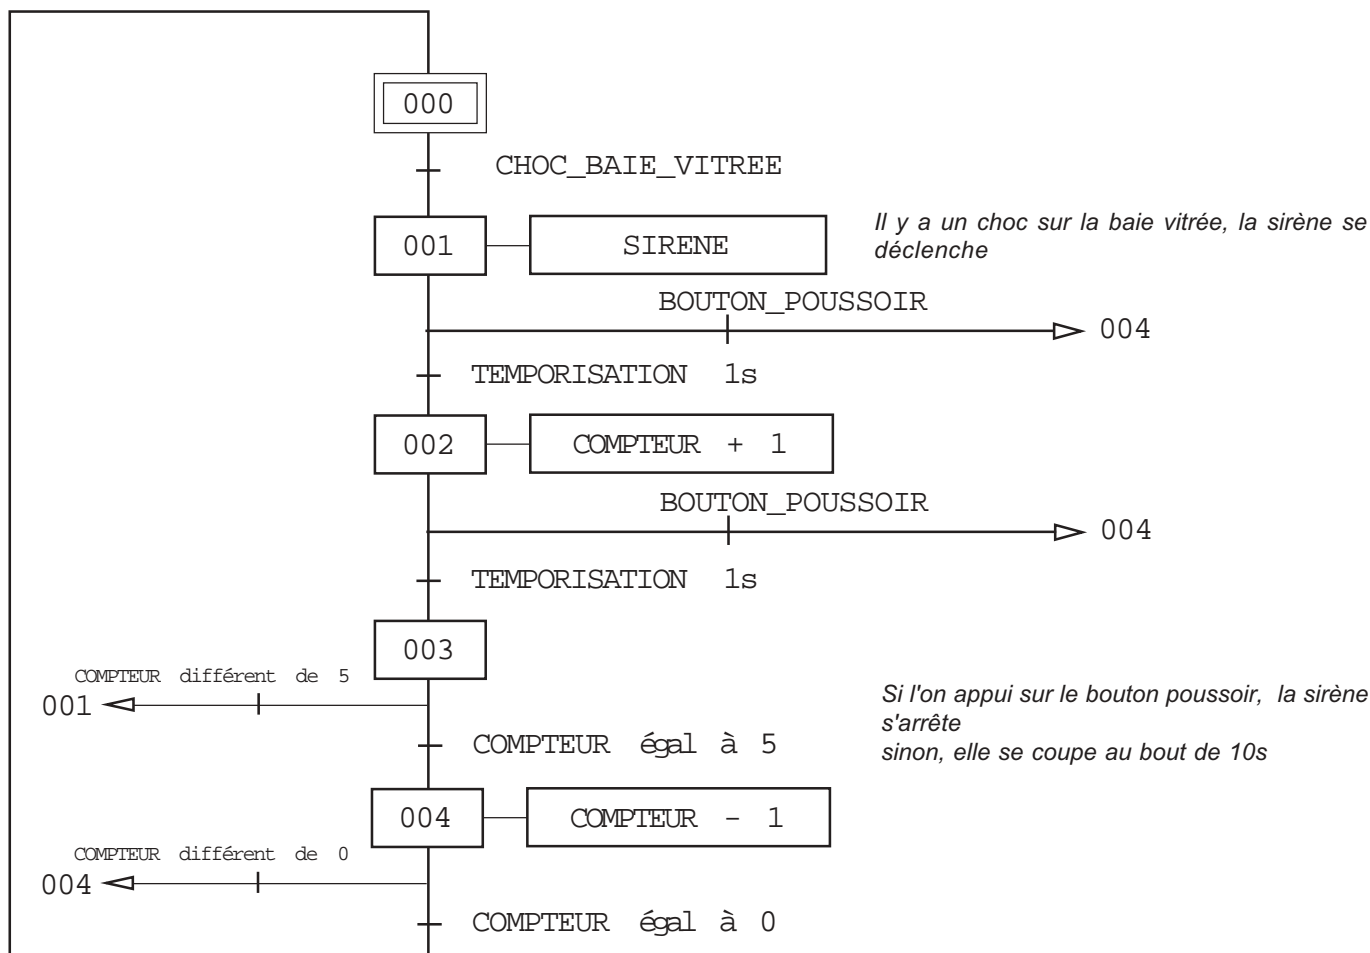 000
CHOC_BAIE_VITREE
001
SIRENE
Il y a un choc sur la baie vitrée, la sirène se
déclenche
BOUTON_POUSSOIR
004
TEMPORISATION 1s
002
COMPTEUR + 1
BOUTON_POUSSOIR
004
TEMPORISATION 1s
003
COMPTEUR différent de 5
001
Si l'on appui sur le bouton poussoir, la sirène
s'arrête
sinon, elle se coupe au bout de 10s
COMPTEUR égal à 5
004
COMPTEUR - 1
COMPTEUR différent de 0
004
COMPTEUR égal à 0